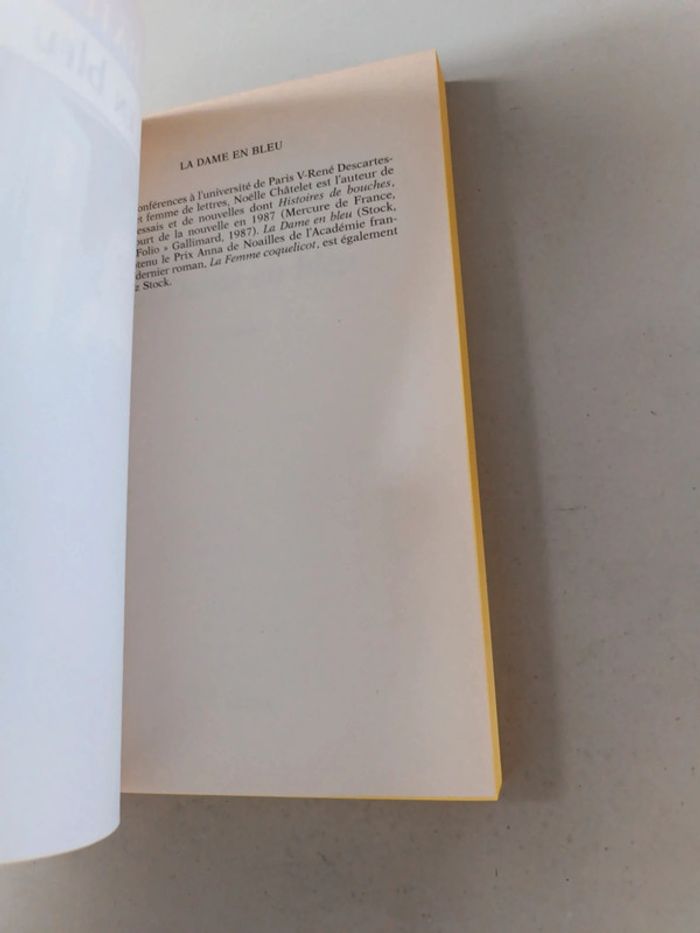 bleu
LA DAME EN BLEU
onférences à l'université de Paris V-René Descartes-
t femme de lettres, Noëlle Châtelet est l'auteur de
essais et de nouvelles dont Histoires de bouches,
ourt de la nouvelle en 1987 (Mercure de France,
Folio » Gallimard, 1987). La Dame en bleu (Stock,
btenu le Prix Anna de Noailles de l'Académie fran-
dernier roman. La Femme coquelicot, est également
z Stock.